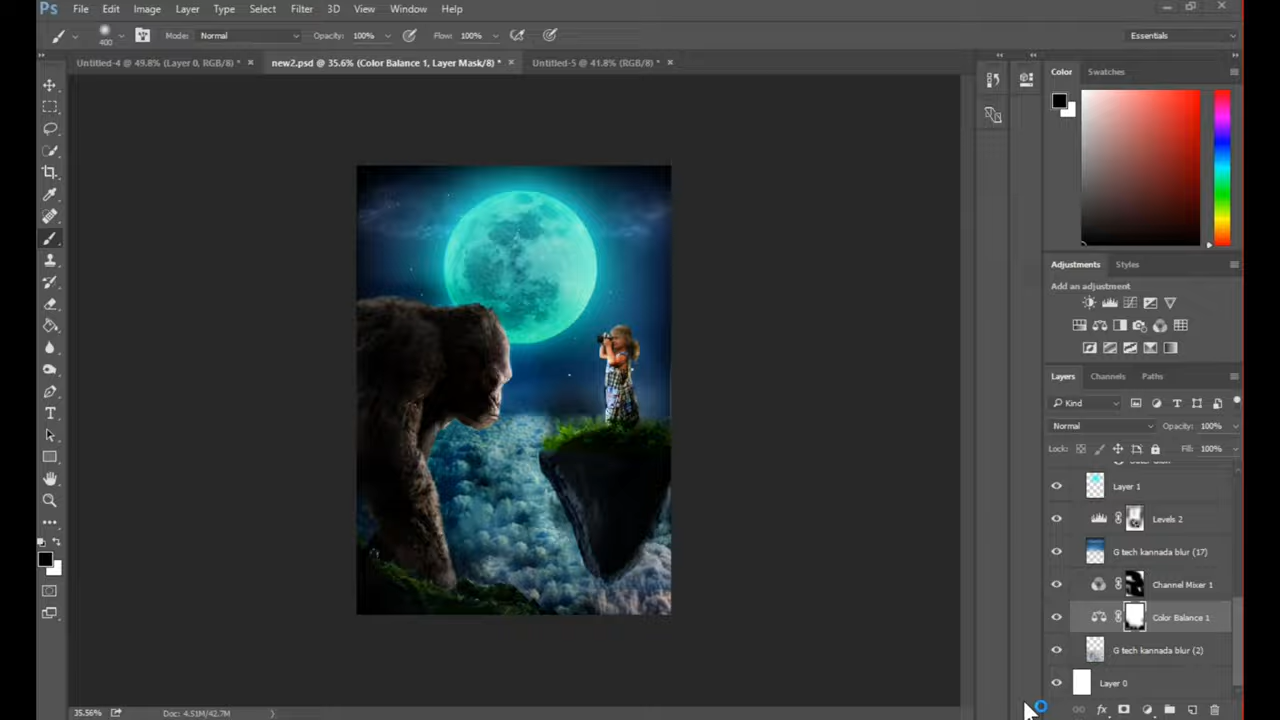 Ps File Edit Image Layer Type Select Filter 3D View Window Help
400 Mode: Normal Opacity: 100% Flow: 100% Essentials
Untitled-4 @ 49.8% (Layer 0, RGB/8) * × new2.psd @ 35.6% (Color Balance 1, Layer Mask/8) * × Untitled-5 @ 41.8% (RGB/8) * ×
Color Swatches
Adjustments Styles
Add an adjustment
Layers Channels Paths
Kind
Normal Opacity: 100%
Lock: Fill: 100%
Layer 1
Levels 2
G tech kannada blur (17)
Channel Mixer 1
Color Balance 1
G tech kannada blur (2)
Layer 0
35.56% Doc: 4.51M/42.7M